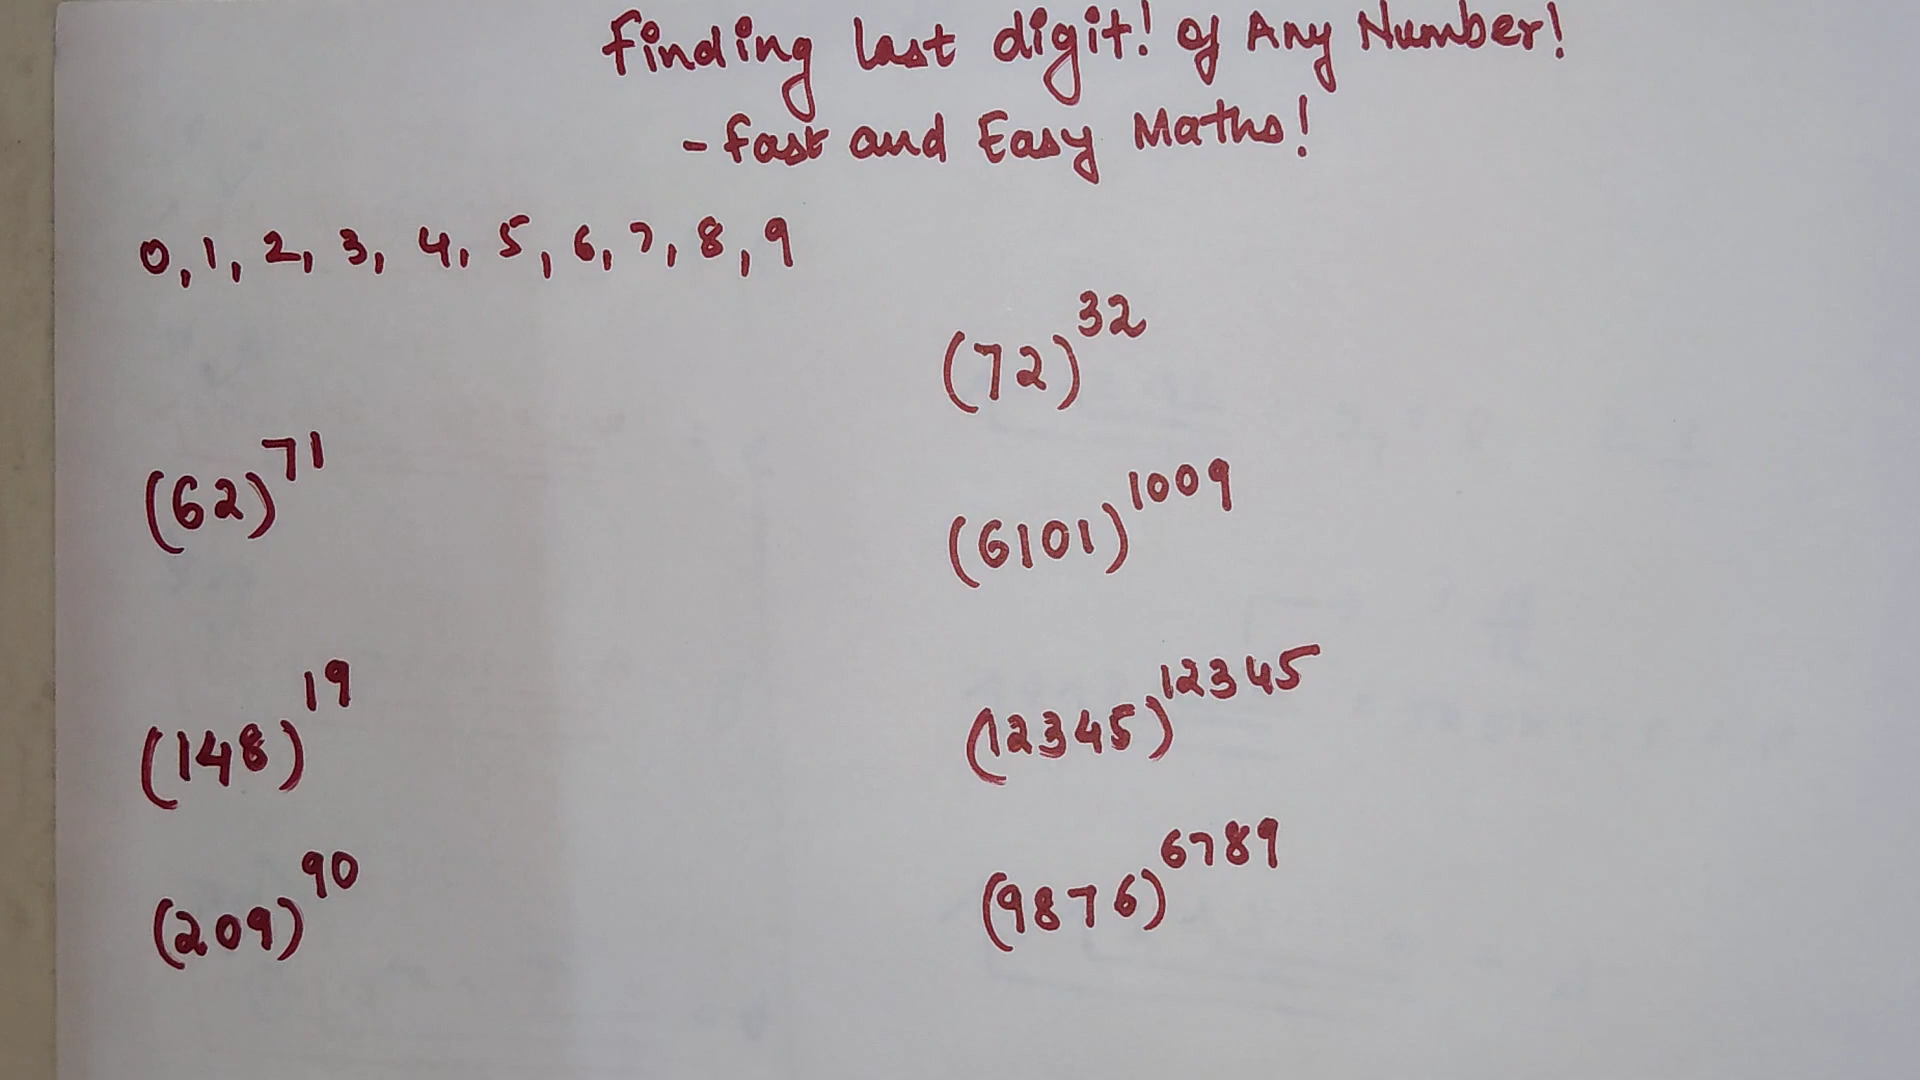 Finding last digit! of Any Number!
- fast and Easy Maths!
0, 1, 2, 3, 4, 5, 6, 7, 8, 9
(72)^32
(62)^71
(6101)^1009
(148)^19
(12345)^12345
(209)^90
(9876)^6789